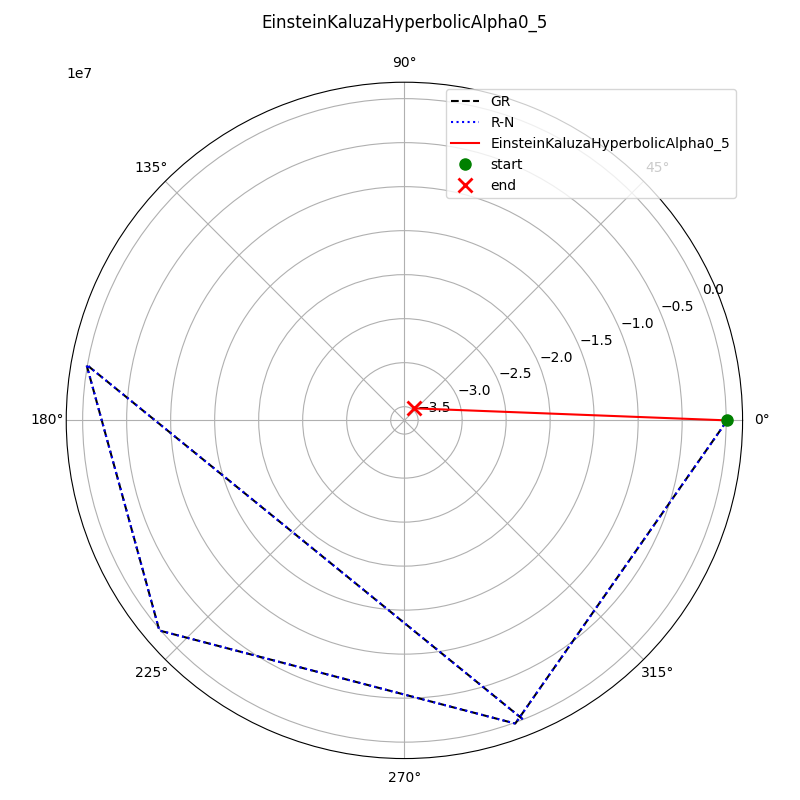 EinsteinKaluzaHyperbolicAlpha0_5
1e7
90°
GR
R-N
EinsteinKaluzaHyperbolicAlpha0_5
start
end
135°
45°
0.0
−0.5
−1.0
−1.5
−2.0
−2.5
−3.0
−3.5
180°
0°
225°
315°
270°